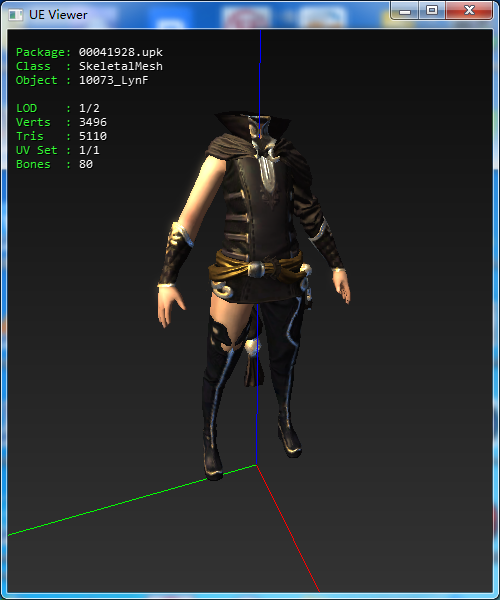 UE Viewer
Package: 00041928.upk
Class : SkeletalMesh
Object : 10073_LynF
LOD : 1/2
Verts : 3496
Tris : 5110
UV Set : 1/1
Bones : 80